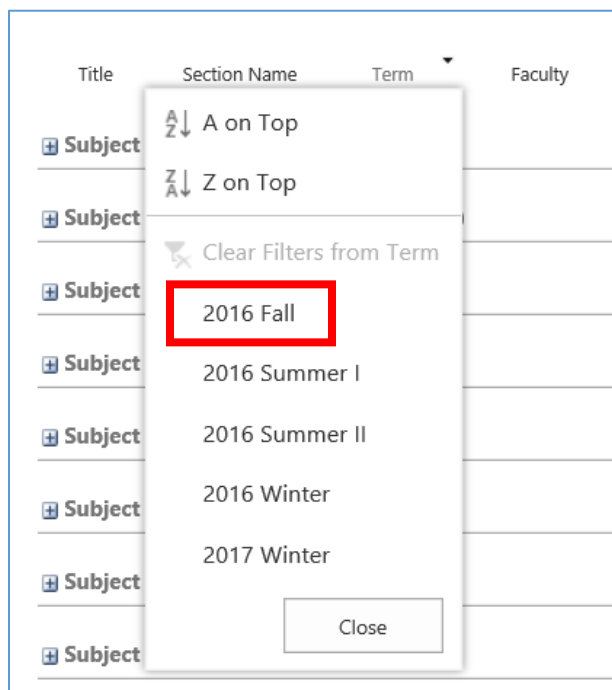 Title Section Name Term Faculty
A on Top
Subject
Z on Top
Subject )
Clear Filters from Term
Subject
2016 Fall
Subject
2016 Summer I
Subject
2016 Summer II
Subject
2016 Winter
Subject
2017 Winter
Close
Subject